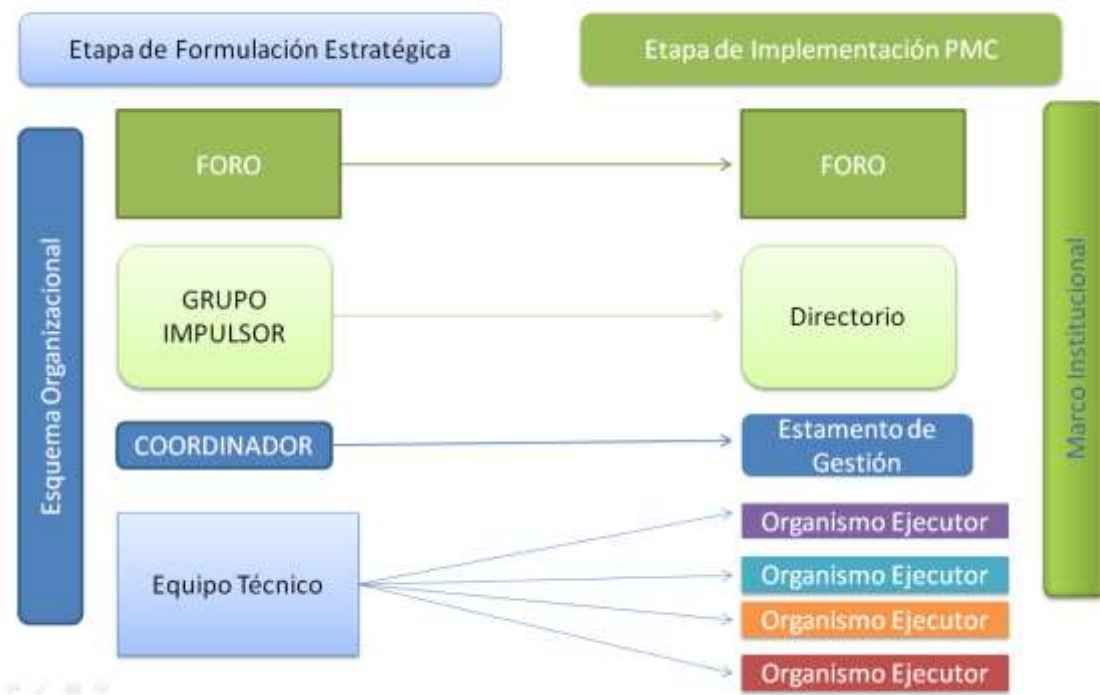 Etapa de Formulación Estratégica
Etapa de Implementación PMC
Esquema Organizacional
FORO
FORO
Marco Institucional
GRUPO
IMPULSOR
Directorio
COORDINADOR
Estamento de
Gestión
Equipo Técnico
Organismo Ejecutor
Organismo Ejecutor
Organismo Ejecutor
Organismo Ejecutor